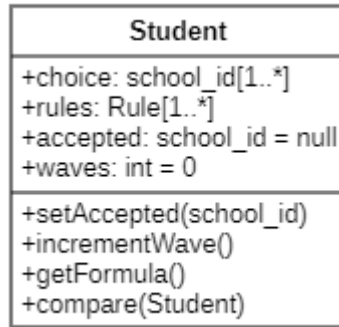 Student
+choice: school_id[1..*]
+rules: Rule[1..*]
+accepted: school_id = null
+waves: int = 0
+setAccepted(school_id)
+incrementWave()
+getFormula()
+compare(Student)